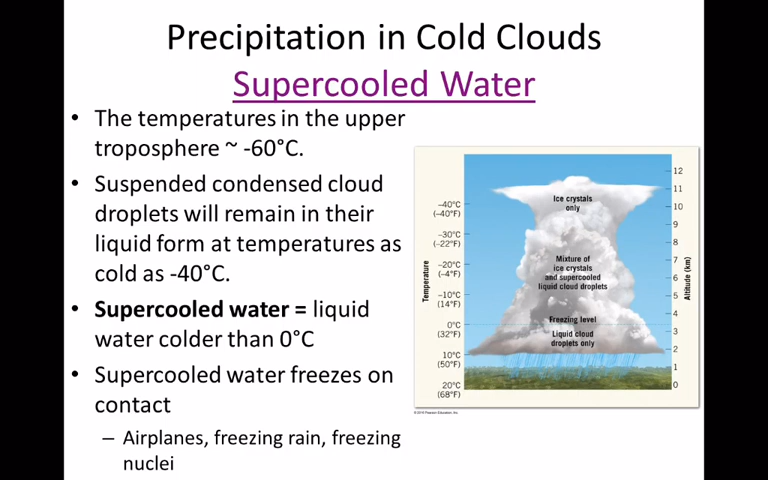 Precipitation in Cold Clouds
Supercooled Water
• The temperatures in the upper
troposphere ~ -60°C.
• Suspended condensed cloud
droplets will remain in their
liquid form at temperatures as
cold as -40°C.
• Supercooled water = liquid
water colder than 0°C
• Supercooled water freezes on
contact
– Airplanes, freezing rain, freezing
nuclei
Temperature
–40°C
(–40°F)
–30°C
(–22°F)
–20°C
(–4°F)
–10°C
(14°F)
0°C
(32°F)
10°C
(50°F)
20°C
(68°F)
Ice crystals
only
Mixture of
ice crystals
and supercooled
liquid cloud droplets
Freezing level
Liquid cloud
droplets only
12
11
10
9
8
7
6
5
4
3
2
1
0
Altitude (km)